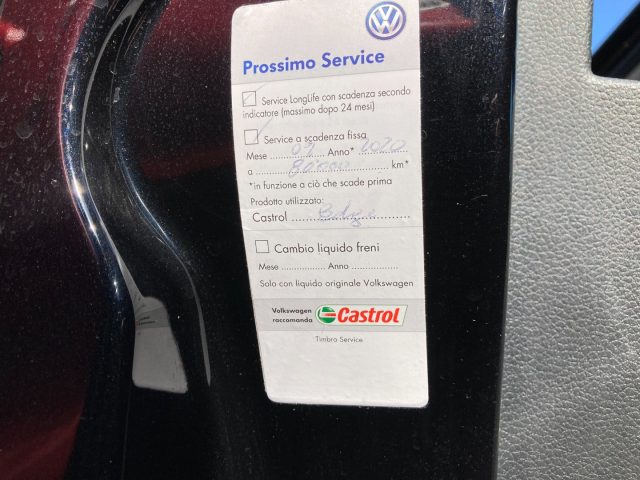 Prossimo Service
Service LongLife con scadenza secondo
indicatore (massimo dopo 24 mesi)
Service a scadenza fissa
Mese ........ Anno* 2020
a ........ km*
*in funzione a ciò che scade prima
Prodotto utilizzato:
Castrol Edge
Cambio liquido freni
Mese ................ Anno ................
Solo con liquido originale Volkswagen
Volkswagen
raccomanda
Castrol
Timbro Service